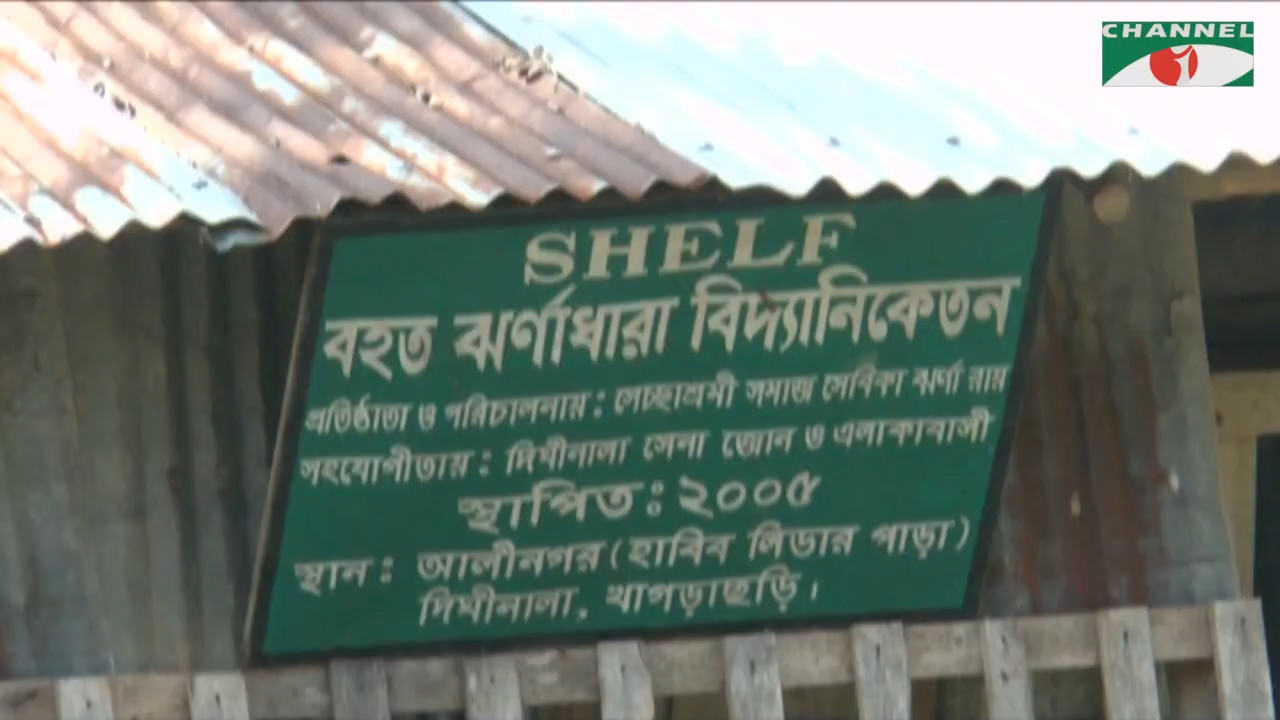 CHANNEL
SHELF
বহত ঝর্ণাধারা বিদ্যানিকেতন
প্রতিষ্ঠাতা ও পরিচালনায় : সেচ্ছাশ্রমী সমাজ সেবিকা ঝর্ণা রায়
সহযোগীতায় : দিঘীনালা সেনা জোন ও এলাকাবাসী
স্থাপিত : ২০০৫
স্থান : আলীনগর (হাবিব লিডার পাড়া)
দিঘীনালা, খাগড়াছড়ি।